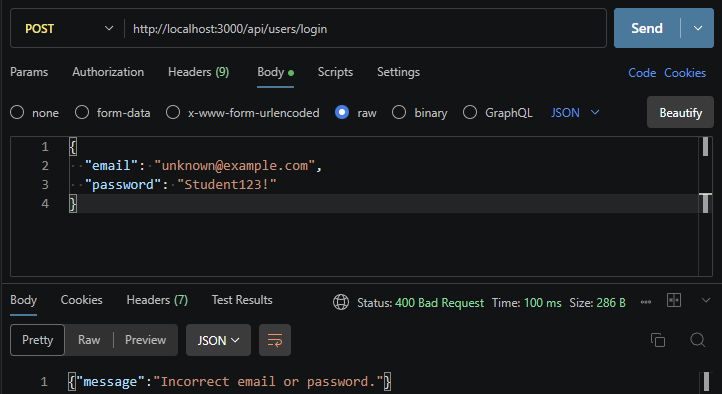 POST http://localhost:3000/api/users/login Send
Params Authorization Headers (9) Body Scripts Settings Code Cookies
none form-data x-www-form-urlencoded raw binary GraphQL JSON Beautify
1 {
2 "email": "unknown@example.com",
3 "password": "Student123!"
4 }
Body Cookies Headers (7) Test Results Status: 400 Bad Request Time: 100 ms Size: 286 B
Pretty Raw Preview JSON
1 {"message":"Incorrect email or password."}